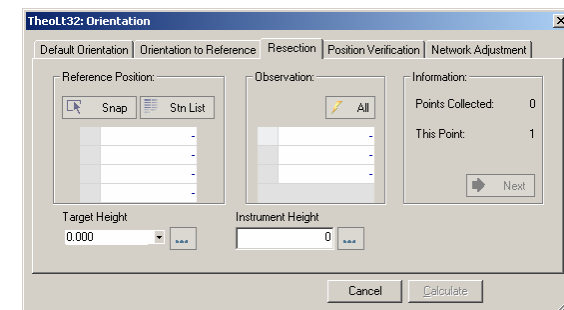 TheoLt32: Orientation
Default Orientation Orientation to Reference Resection Position Verification Network Adjustment
Reference Position: Observation: Information:
Snap Stn List All Points Collected: 0
- -
This Point: 1
- -
- -
-
Next
Target Height Instrument Height
0.000 ... 0 ...
Cancel Calculate